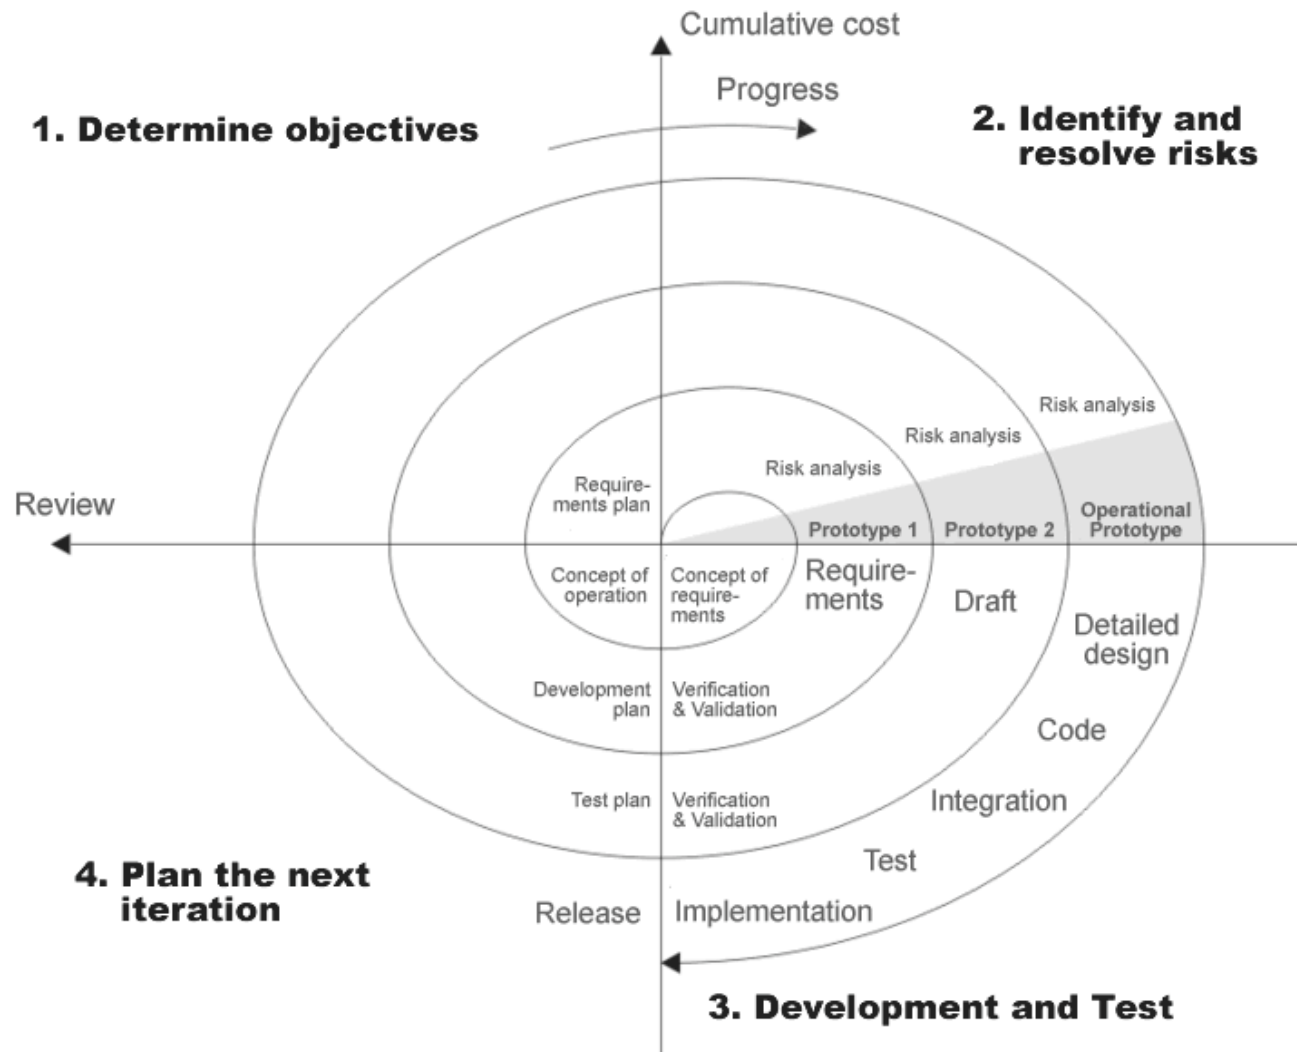 Cumulative cost
Progress
1. Determine objectives
2. Identify and
resolve risks
Risk analysis
Risk analysis
Risk analysis
Require-
ments plan
Review
Operational
Prototype
Prototype 1
Prototype 2
Concept of
operation
Concept of
require-
ments
Require-
ments
Draft
Detailed
design
Development
plan
Verification
& Validation
Code
Test plan
Verification
& Validation
Integration
Test
4. Plan the next
iteration
Release
Implementation
3. Development and Test